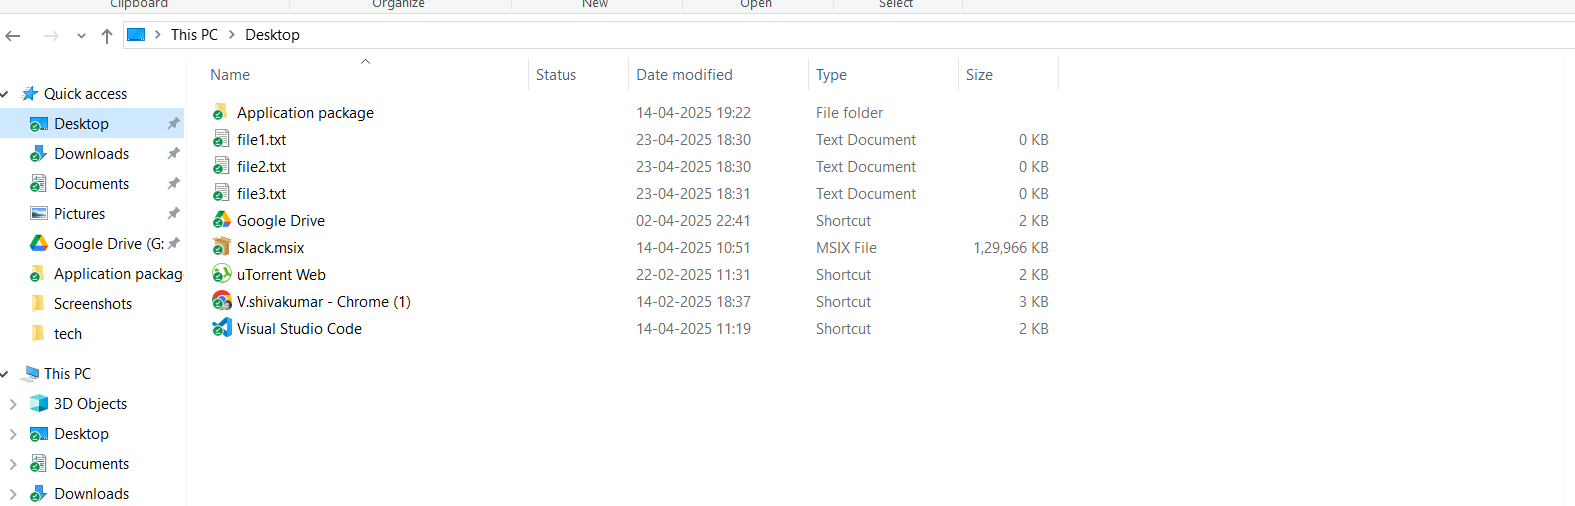 Clipboard Organize New Open Select
This PC Desktop
Name Status Date modified Type Size
Quick access
Desktop
Downloads
Documents
Pictures
Google Drive (G:
Application packag
Screenshots
tech
This PC
3D Objects
Desktop
Documents
Downloads
Application package 14-04-2025 19:22 File folder
file1.txt 23-04-2025 18:30 Text Document 0 KB
file2.txt 23-04-2025 18:30 Text Document 0 KB
file3.txt 23-04-2025 18:31 Text Document 0 KB
Google Drive 02-04-2025 22:41 Shortcut 2 KB
Slack.msix 14-04-2025 10:51 MSIX File 1,29,966 KB
uTorrent Web 22-02-2025 11:31 Shortcut 2 KB
V.shivakumar - Chrome (1) 14-02-2025 18:37 Shortcut 3 KB
Visual Studio Code 14-04-2025 11:19 Shortcut 2 KB